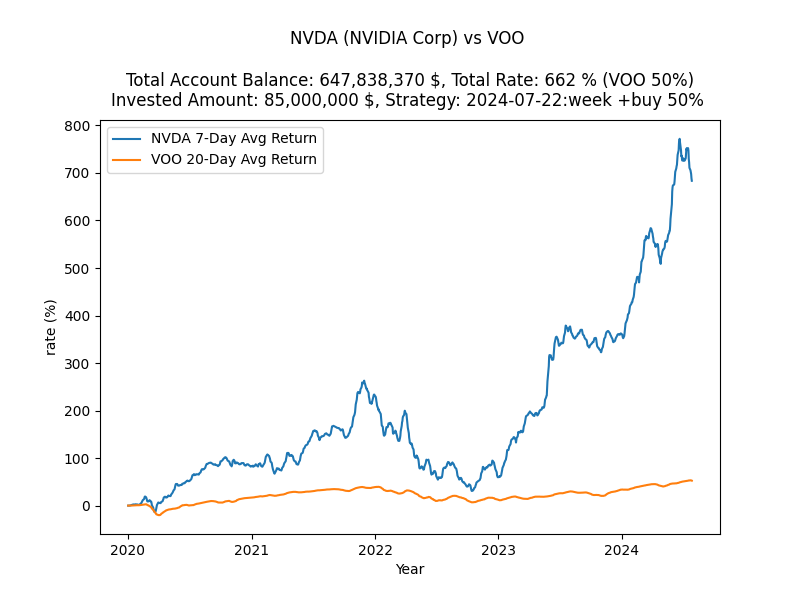 NVDA (NVIDIA Corp) vs VOO
Total Account Balance: 647,838,370 $, Total Rate: 662 % (VOO 50%)
Invested Amount: 85,000,000 $, Strategy: 2024-07-22:week +buy 50%
NVDA 7-Day Avg Return
VOO 20-Day Avg Return
800
700
600
500
400
300
200
100
0
rate (%)
2020
2021
2022
2023
2024
Year